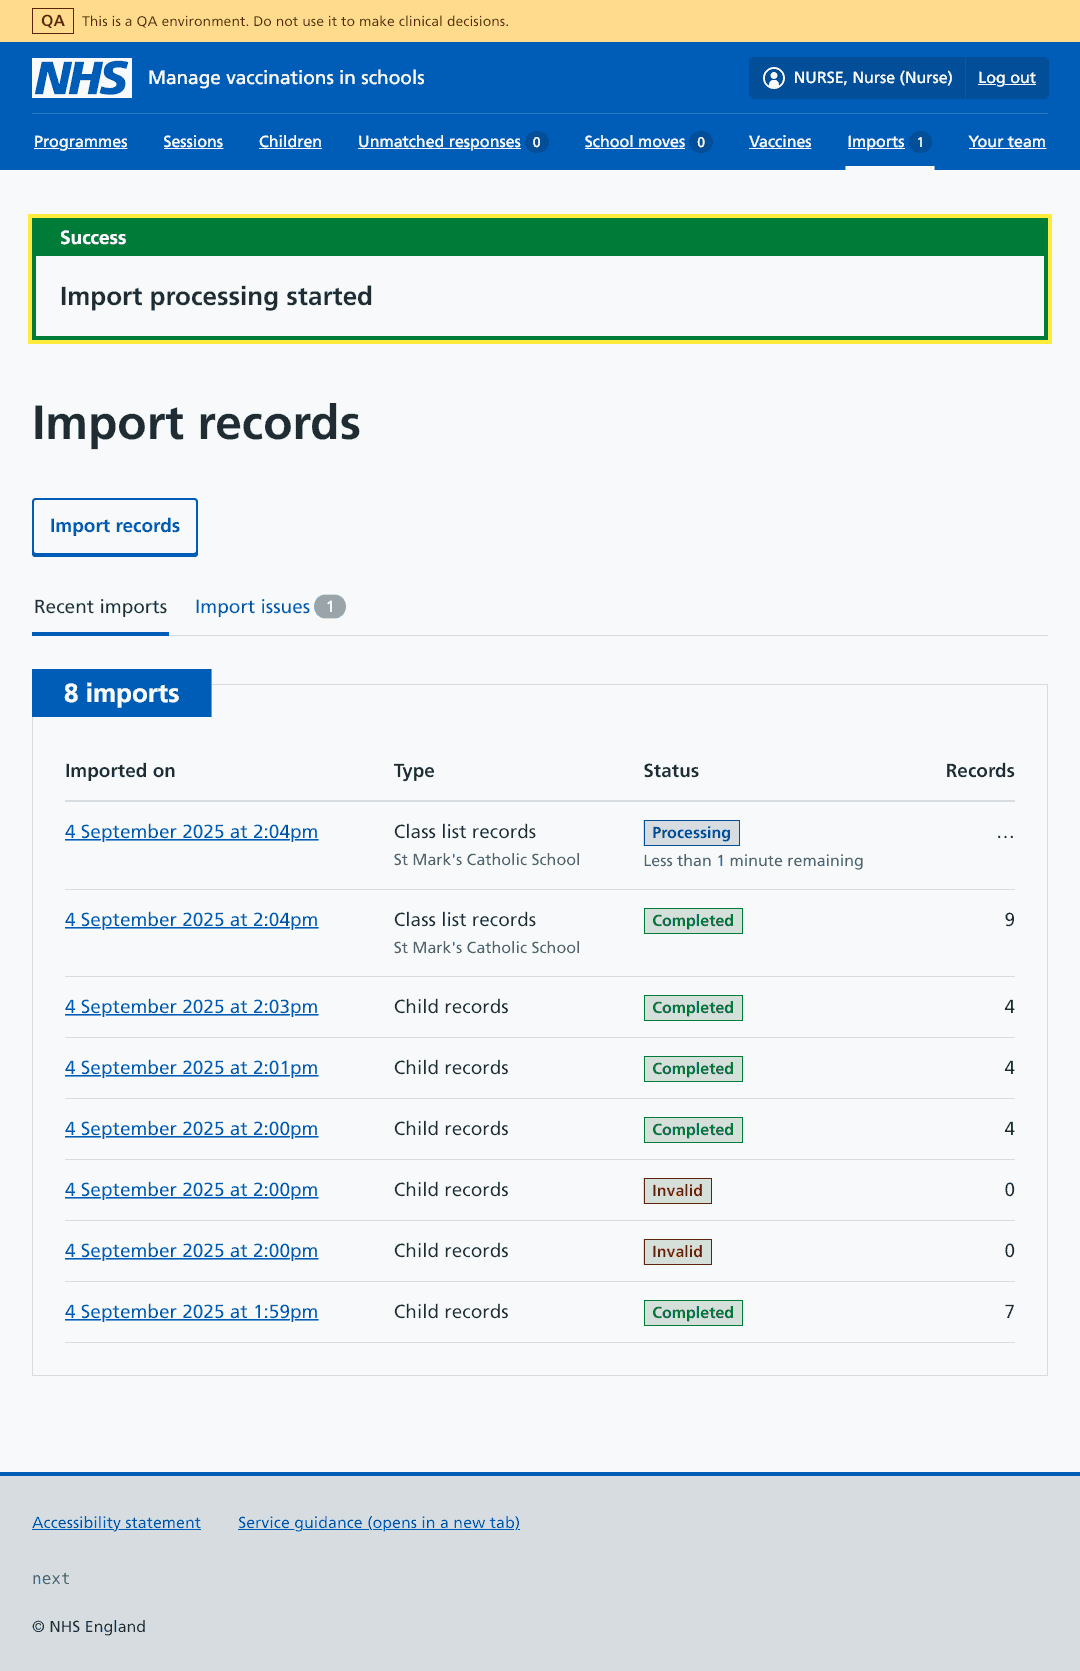 QA This is a QA environment. Do not use it to make clinical decisions.
NHS Manage vaccinations in schools NURSE, Nurse (Nurse) Log out
Programmes Sessions Children Unmatched responses 0 School moves 0 Vaccines Imports 1 Your team
Success
Import processing started
Import records
Import records
Recent imports Import issues 1
8 imports
Imported on Type Status Records
4 September 2025 at 2:04pm Class list records Processing ...
St Mark's Catholic School Less than 1 minute remaining
4 September 2025 at 2:04pm Class list records Completed 9
St Mark's Catholic School
4 September 2025 at 2:03pm Child records Completed 4
4 September 2025 at 2:01pm Child records Completed 4
4 September 2025 at 2:00pm Child records Completed 4
4 September 2025 at 2:00pm Child records Invalid 0
4 September 2025 at 2:00pm Child records Invalid 0
4 September 2025 at 1:59pm Child records Completed 7
Accessibility statement Service guidance (opens in a new tab)
next
© NHS England